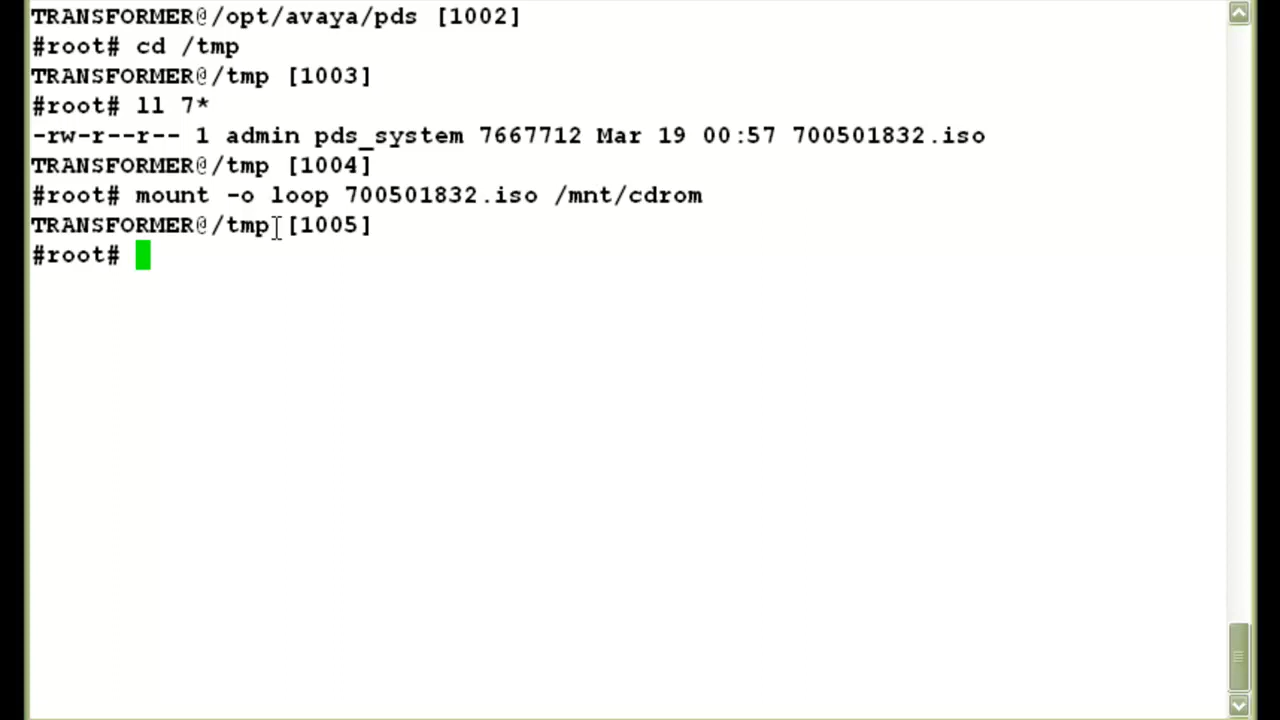 TRANSFORMER@/opt/avaya/pds [1002]
#root# cd /tmp
TRANSFORMER@/tmp [1003]
#root# ll 7*
-rw-r--r-- 1 admin pds_system 7667712 Mar 19 00:57 700501832.iso
TRANSFORMER@/tmp [1004]
#root# mount -o loop 700501832.iso /mnt/cdrom
TRANSFORMER@/tmp [1005]
#root#